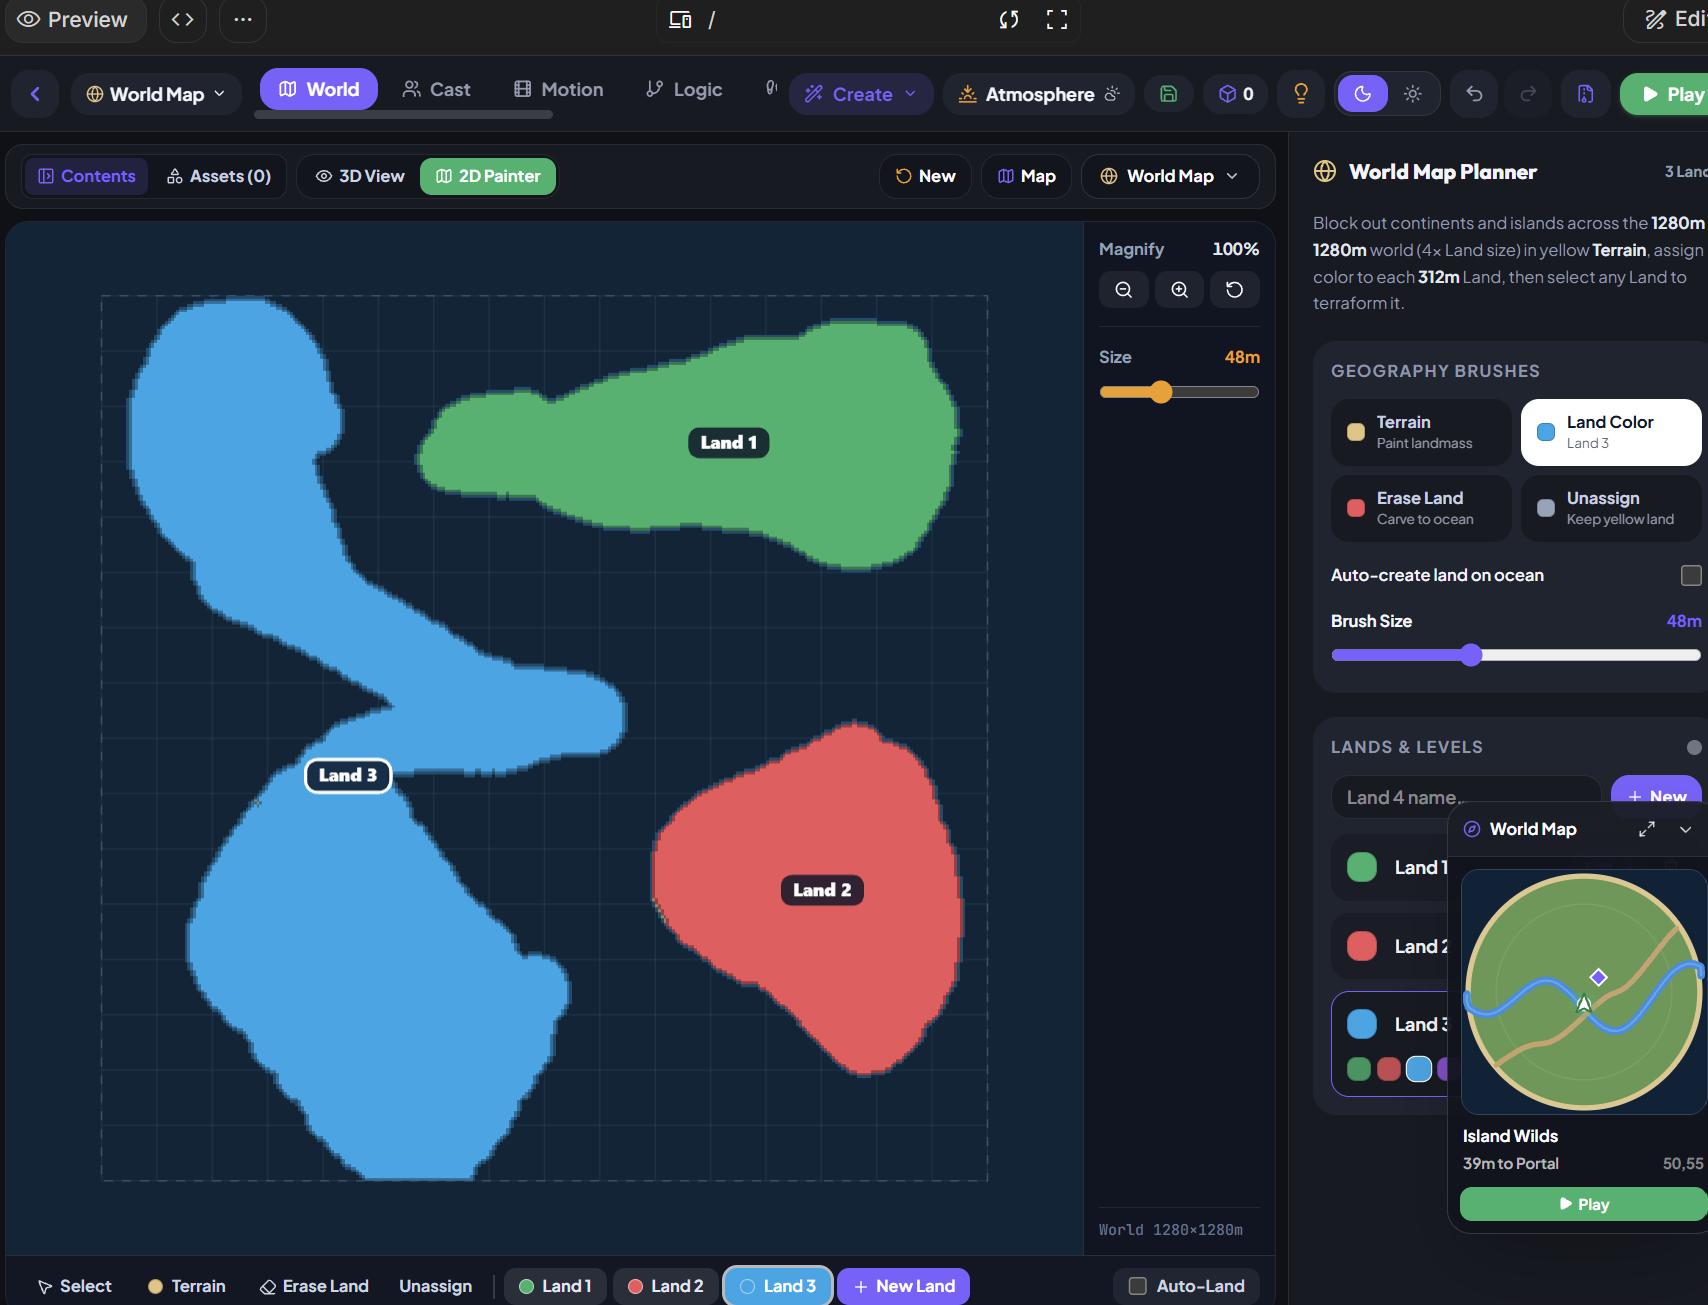 Preview
/
Edi
World Map
World
Cast
Motion
Logic
Create
Atmosphere
0
Play
Contents
Assets (0)
3D View
2D Painter
New
Map
World Map
World Map Planner
3 Land
Block out continents and islands across the 1280m
1280m world (4× Land size) in yellow Terrain, assign
color to each 312m Land, then select any Land to
terraform it.
Magnify 100%
Size 48m
Land 1
Land 3
Land 2
World 1280×1280m
GEOGRAPHY BRUSHES
Terrain
Paint landmass
Land Color
Land 3
Erase Land
Carve to ocean
Unassign
Keep yellow land
Auto-create land on ocean
Brush Size 48m
LANDS & LEVELS
Land 4 name...
+ New
Land 1
Land 2
Land 3
World Map
Island Wilds
39m to Portal 50,55
Play
Select
Terrain
Erase Land
Unassign
Land 1
Land 2
Land 3
+ New Land
Auto-Land